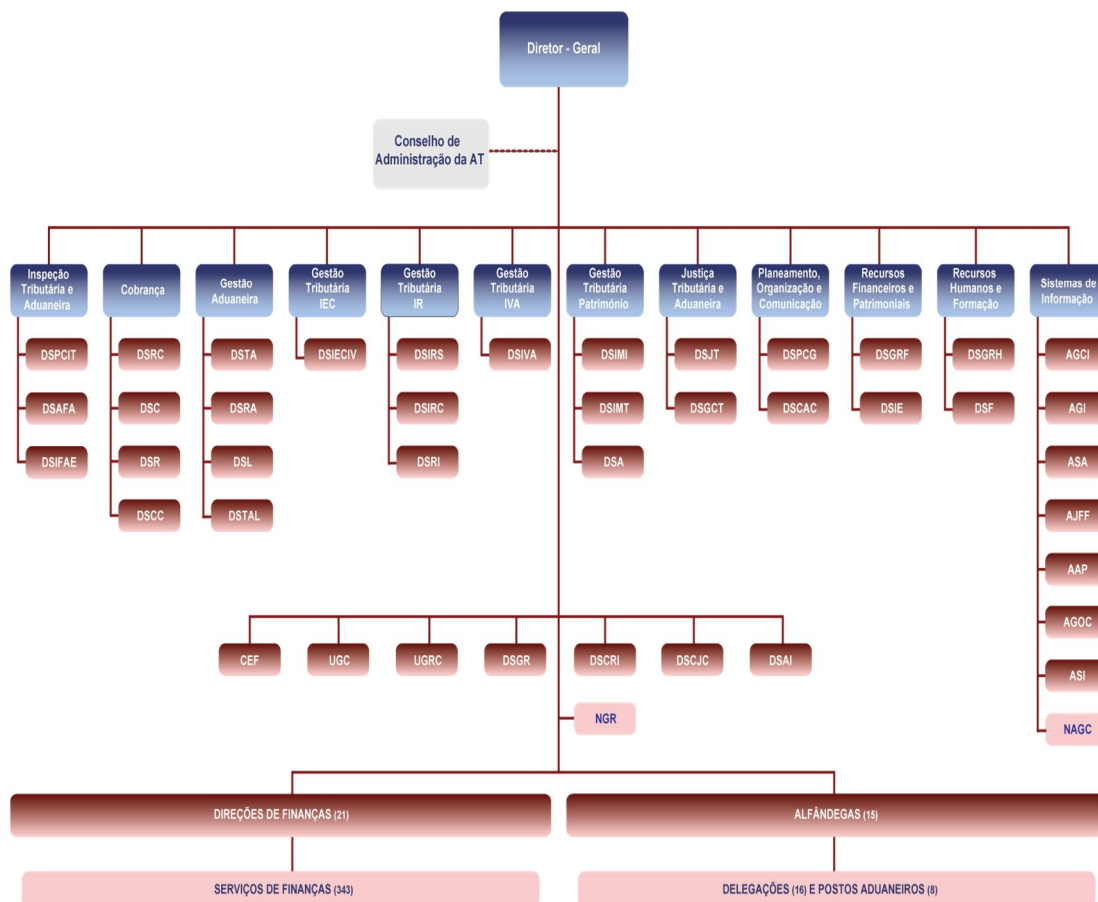 Diretor - Geral
Conselho de
Administração da AT
Inspeção
Tributária e
Aduaneira
Cobrança
Gestão
Aduaneira
Gestão
Tributária
IEC
Gestão
Tributária
IR
Gestão
Tributária
IVA
Gestão
Tributária
Património
Justiça
Tributária e
Aduaneira
Planeamento,
Organização e
Comunicação
Recursos
Financeiros e
Patrimoniais
Recursos
Humanos e
Formação
Sistemas de
Informação
DSPCIT
DSAFA
DSIFAE
DSRC
DSC
DSR
DSCC
DSTA
DSRA
DSL
DSTAL
DSIECIV
DSIRS
DSIRC
DSRI
DSIVA
DSIMI
DSIMT
DSA
DSJT
DSGCT
DSPCG
DSCAC
DSGRF
DSIE
DSGRH
DSF
AGCI
AGI
ASA
AJFF
AAP
AGOC
ASI
NAGC
CEF
UGC
UGRC
DSGR
DSCRI
DSCJC
DSAI
NGR
DIREÇÕES DE FINANÇAS (21)
ALFÂNDEGAS (15)
SERVIÇOS DE FINANÇAS (343)
DELEGAÇÕES (16) E POSTOS ADUANEIROS (8)